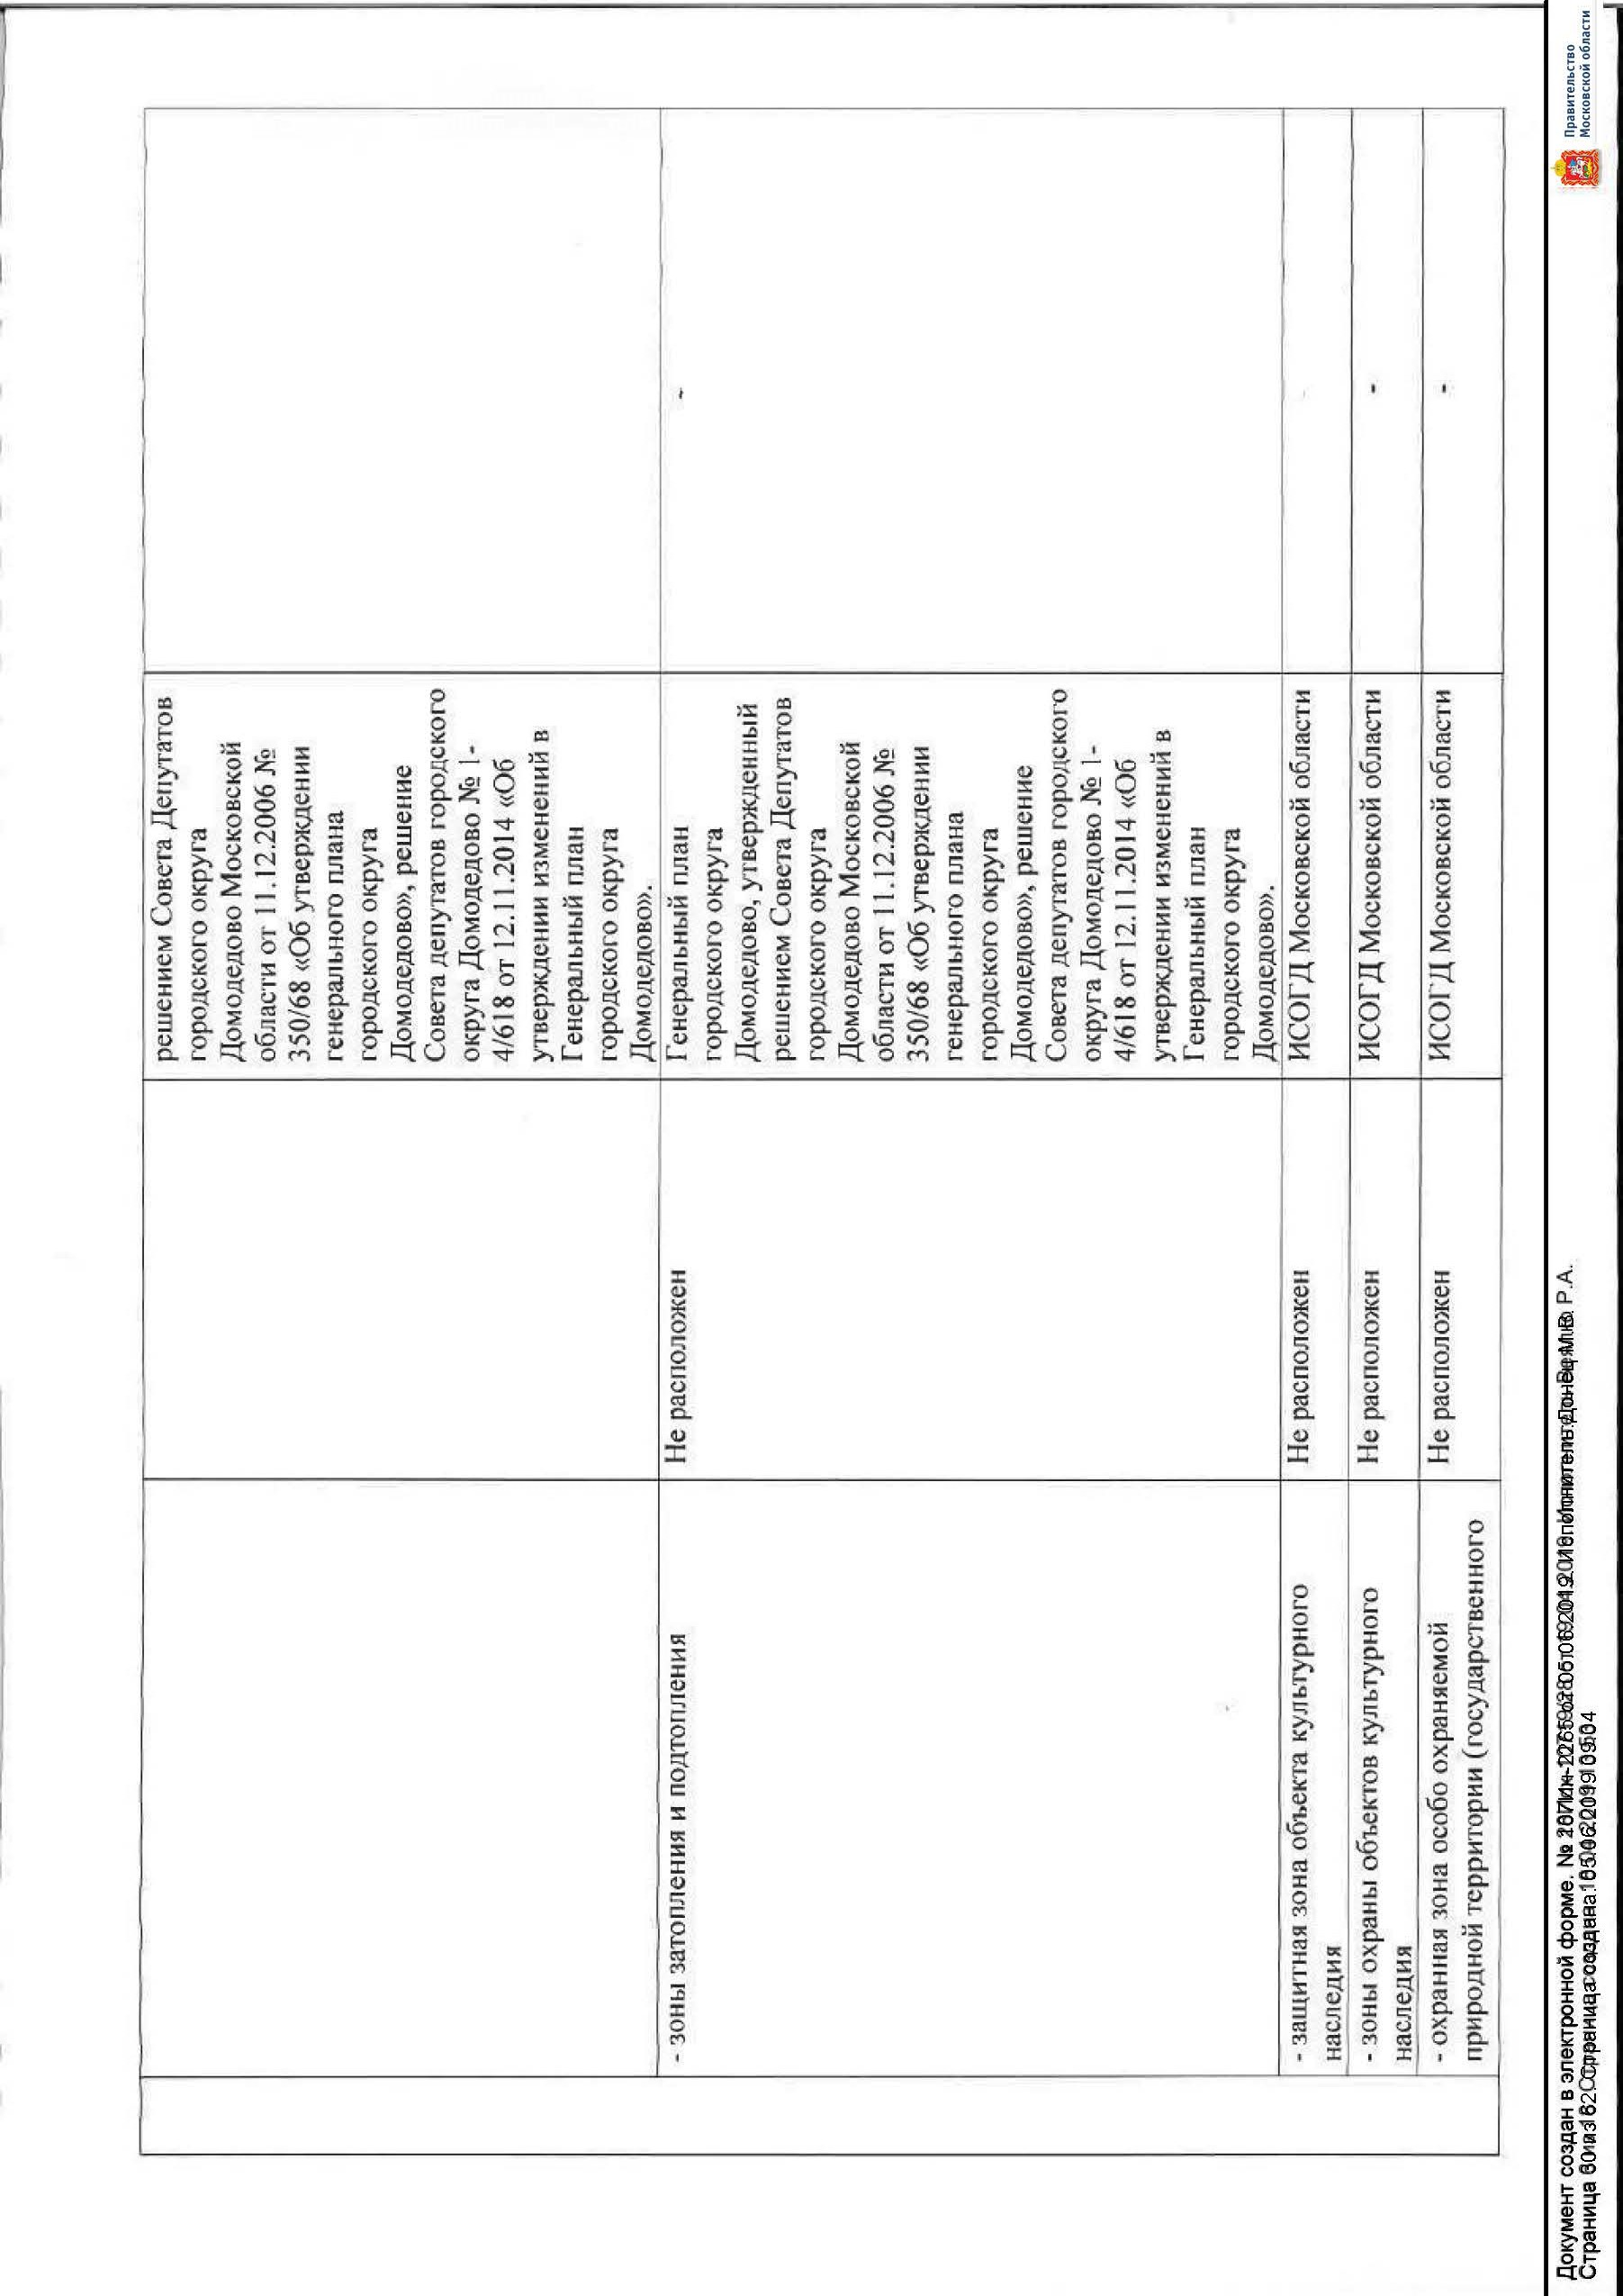 решением Совета Депутатов
городского округа
Домодедово Московской
области от 11.12.2006 №
350/68 «Об утверждении
генерального плана
городского округа
Домодедово», решение
Совета депутатов городского
округа Домодедово № 1-
4/618 от 12.11.2014 «Об
утверждении изменений в
Генеральный план
городского округа
Домодедово».
- зоны затопления и подтопления
Не расположен
Генеральный план
городского округа
Домодедово, утвержденный
решением Совета Депутатов
городского округа
Домодедово Московской
области от 11.12.2006 №
350/68 «Об утверждении
генерального плана
городского округа
Домодедово», решение
Совета депутатов городского
округа Домодедово № 1-
4/618 от 12.11.2014 «Об
утверждении изменений в
Генеральный план
городского округа
Домодедово».
-
- защитная зона объекта культурного
наследия
Не расположен
ИСОГД Московской области
- зоны охраны объектов культурного
наследия
Не расположен
ИСОГД Московской области
-
- охранная зона особо охраняемой
природной территории (государственного
Не расположен
ИСОГД Московской области
-
Документ создан в электронной форме. №
Страница
Р.А.
Правительство
Московской области